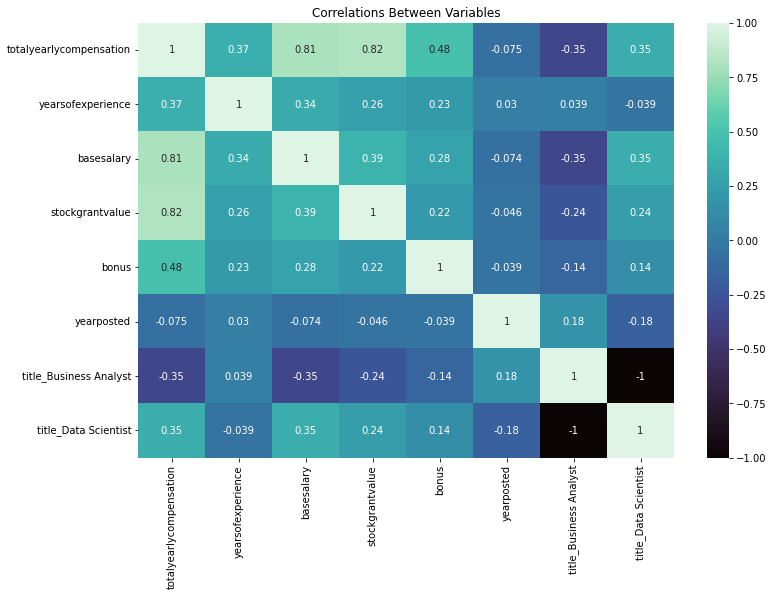 Correlations Between Variables
totalyearlycompensation 1 0.37 0.81 0.82 0.48 -0.075 -0.35 0.35
yearsofexperience 0.37 1 0.34 0.26 0.23 0.03 0.039 -0.039
basesalary 0.81 0.34 1 0.39 0.28 -0.074 -0.35 0.35
stockgrantvalue 0.82 0.26 0.39 1 0.22 -0.046 -0.24 0.24
bonus 0.48 0.23 0.28 0.22 1 -0.039 -0.14 0.14
yearposted -0.075 0.03 -0.074 -0.046 -0.039 1 0.18 -0.18
title_Business Analyst -0.35 0.039 -0.35 -0.24 -0.14 0.18 1 -1
title_Data Scientist 0.35 -0.039 0.35 0.24 0.14 -0.18 -1 1
totalyearlycompensation
yearsofexperience
basesalary
stockgrantvalue
bonus
yearposted
title_Business Analyst
title_Data Scientist
1.00
0.75
0.50
0.25
0.00
−0.25
−0.50
−0.75
−1.00